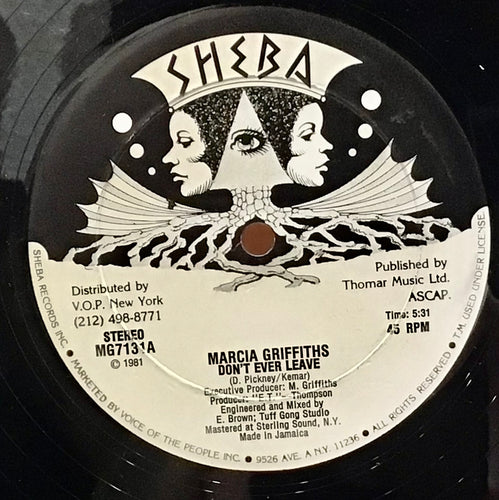 SHEBA
Distributed by
V.O.P. New York
(212) 498-8771
STEREO
MG7131A
© 1981
Published by
Thomar Music Ltd.
ASCAP.
Time: 5:31
45 RPM
MARCIA GRIFFITHS
DON'T EVER LEAVE
(D. Pickney/Kemar)
Executive Producer: M. Griffiths
Producer: "E.T." Thompson
Engineered and Mixed by
E. Brown; Tuff Gong Studio
Mastered at Sterling Sound, N.Y.
Made in Jamaica
SHEBA RECORDS INC. • MARKETED BY VOICE OF THE PEOPLE INC. • 9526 AVE. A N.Y. 11236 • ALL RIGHTS RESERVED • T.M. USED UNDER LICENSE.